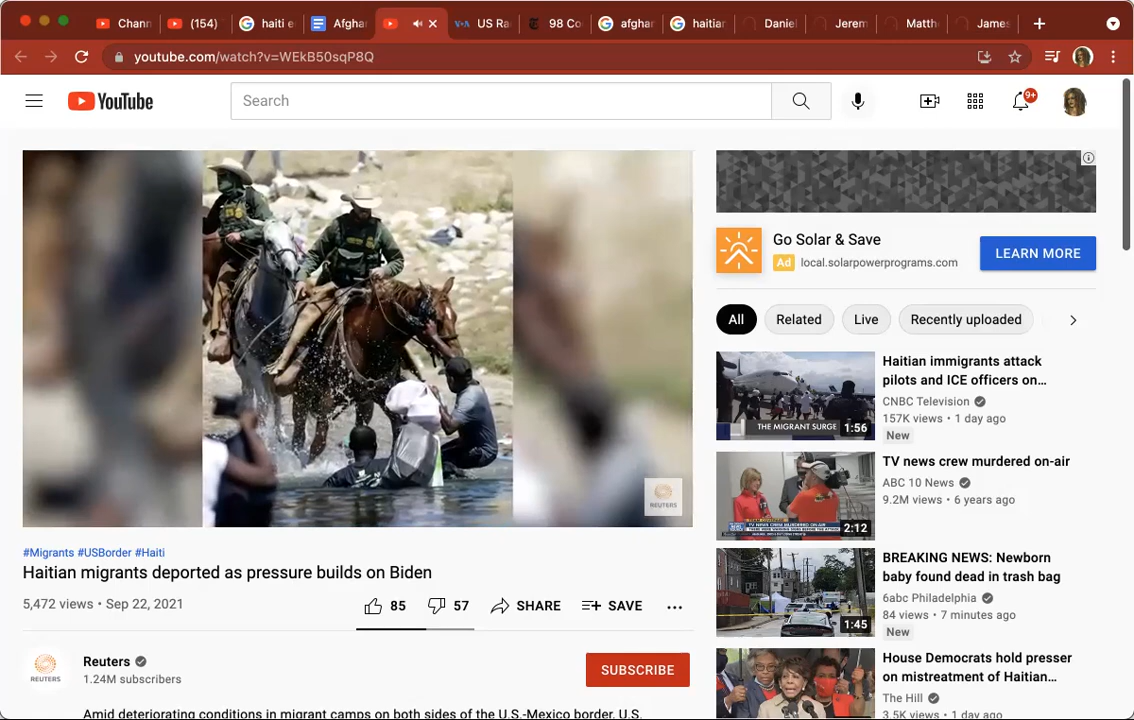 Chann
(154)
haiti e
Afghar
US Ra
98 Co
afghar
haitiar
Daniel
Jerem
Matth
James
youtube.com/watch?v=WEkB50sqP8Q
YouTube
Search
9+
REUTERS
Go Solar & Save
Ad local.solarpowerprograms.com
LEARN MORE
All
Related
Live
Recently uploaded
Haitian immigrants attack
pilots and ICE officers on...
CNBC Television
157K views • 1 day ago
New
THE MIGRANT SURGE
1:56
TV news crew murdered on-air
ABC 10 News
9.2M views • 6 years ago
2:12
BREAKING NEWS: Newborn
baby found dead in trash bag
6abc Philadelphia
84 views • 7 minutes ago
New
1:45
House Democrats hold presser
on mistreatment of Haitian...
The Hill
3.5K views • 1 day ago
#Migrants #USBorder #Haiti
Haitian migrants deported as pressure builds on Biden
5,472 views • Sep 22, 2021
85
57
SHARE
SAVE
Reuters
1.24M subscribers
REUTERS
SUBSCRIBE
Amid deteriorating conditions in migrant camps on both sides of the U.S.-Mexico border, U.S.